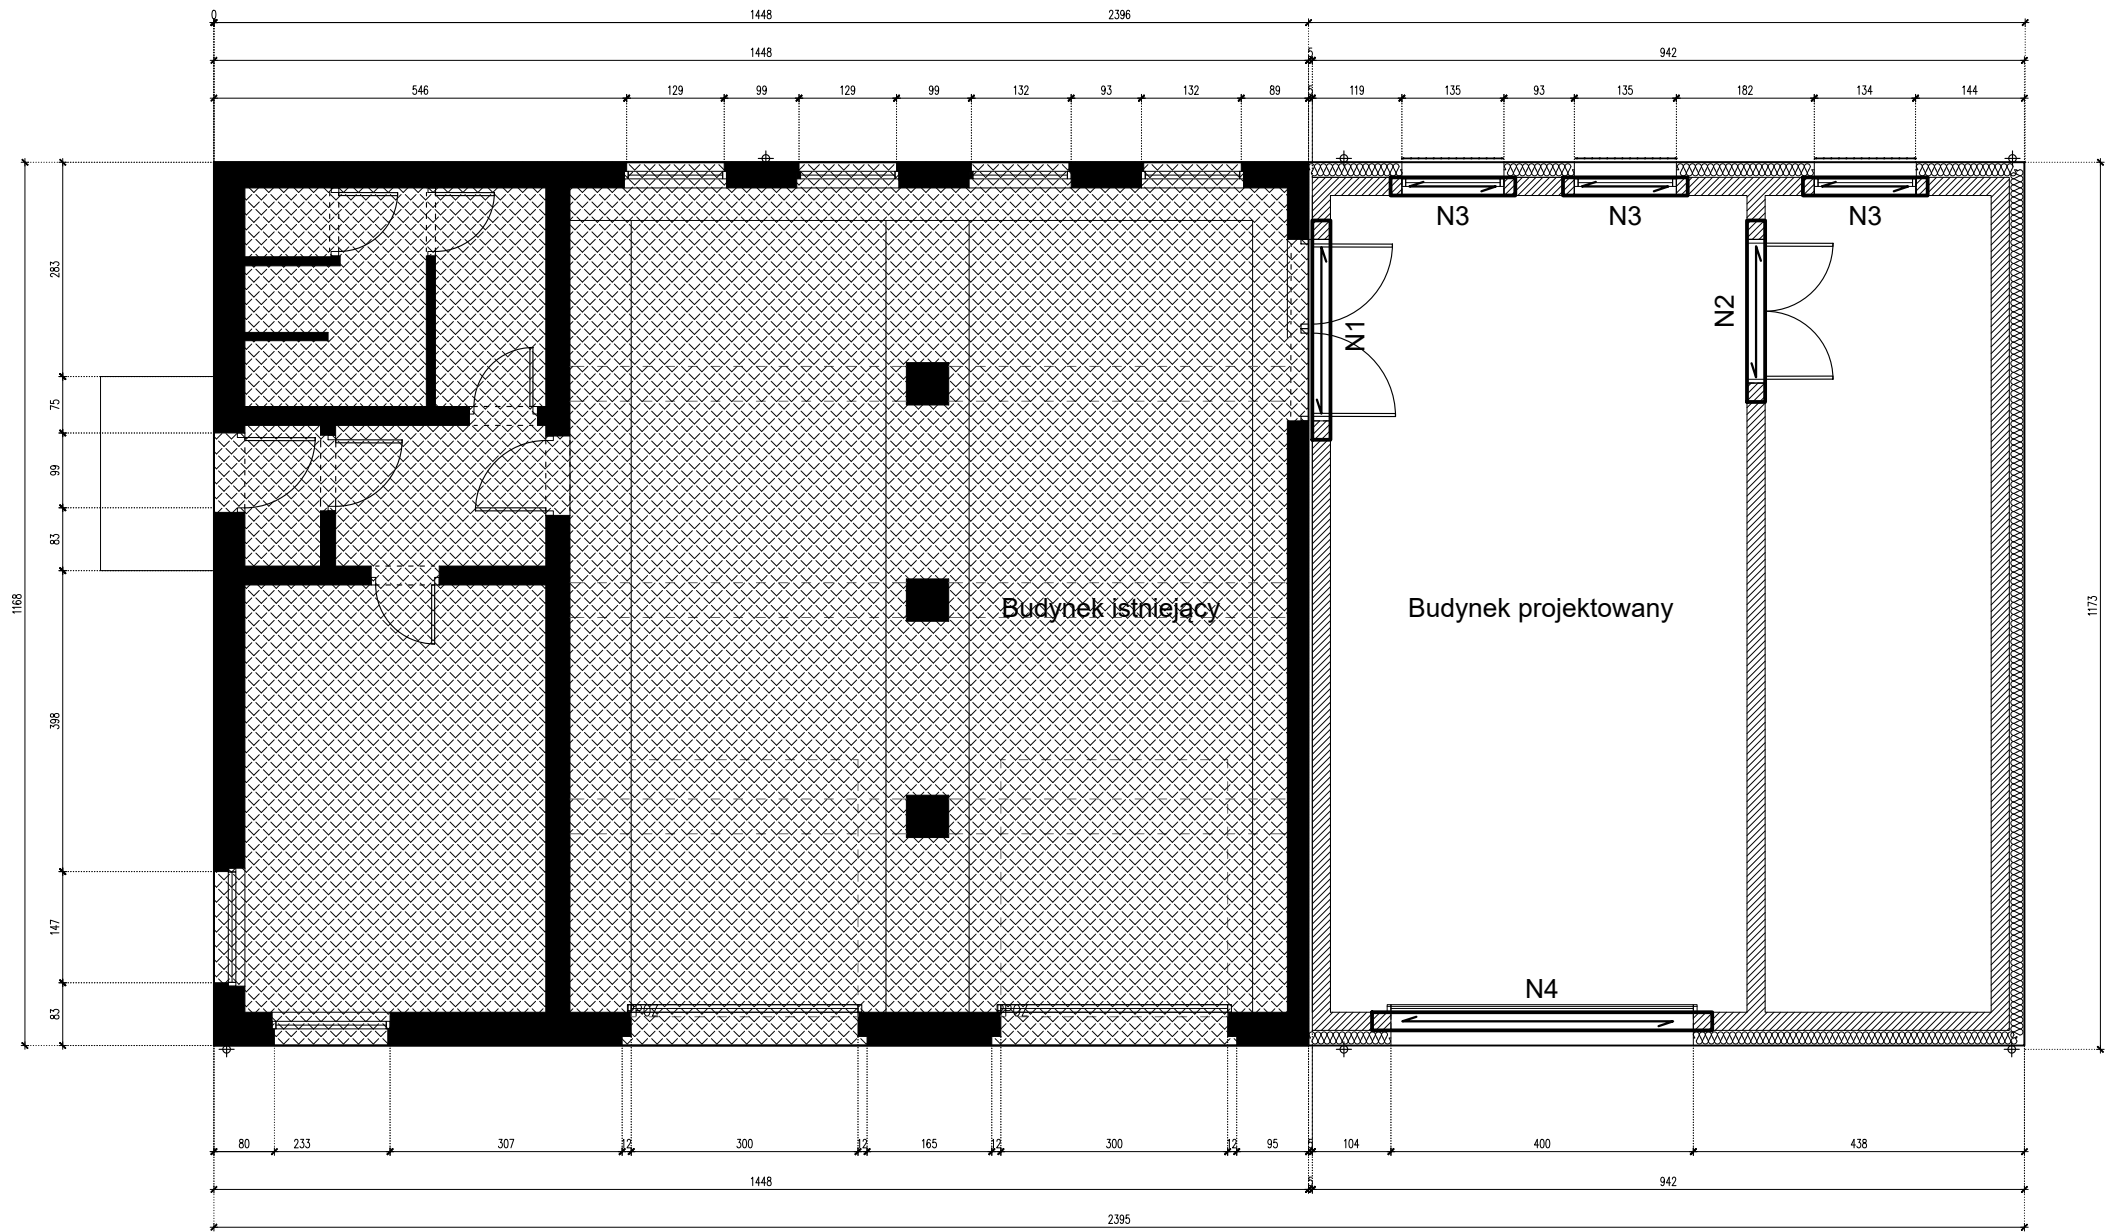 0 1448 2396
1448 5 942
546 129 99 129 99 132 93 132 89 5 119 135 93 135 182 134 144
N3 N3 N3
283
N2
N1
75
99
83
1168
Budynek istniejący
Budynek projektowany
1173
398
147
N4
83
80 233 307 12 300 12 165 12 300 12 95 5 104 400 438
1448 5 942
2395